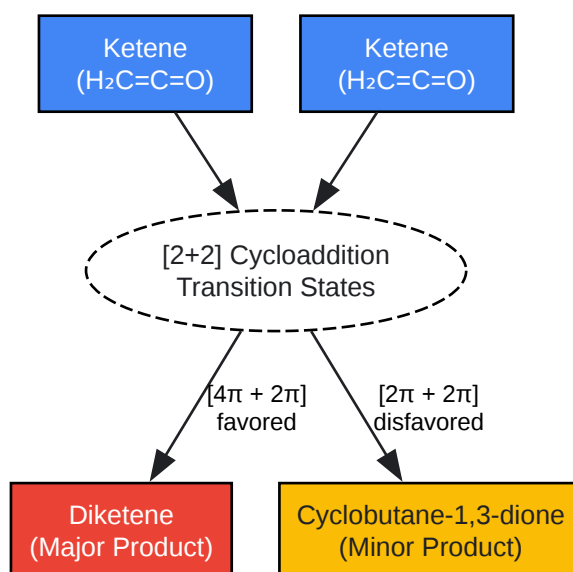 Ketene
(H₂C=C=O)
Ketene
(H₂C=C=O)
[2+2] Cycloaddition
Transition States
[4π + 2π]
favored
[2π + 2π]
disfavored
Diketene
(Major Product)
Cyclobutane-1,3-dione
(Minor Product)